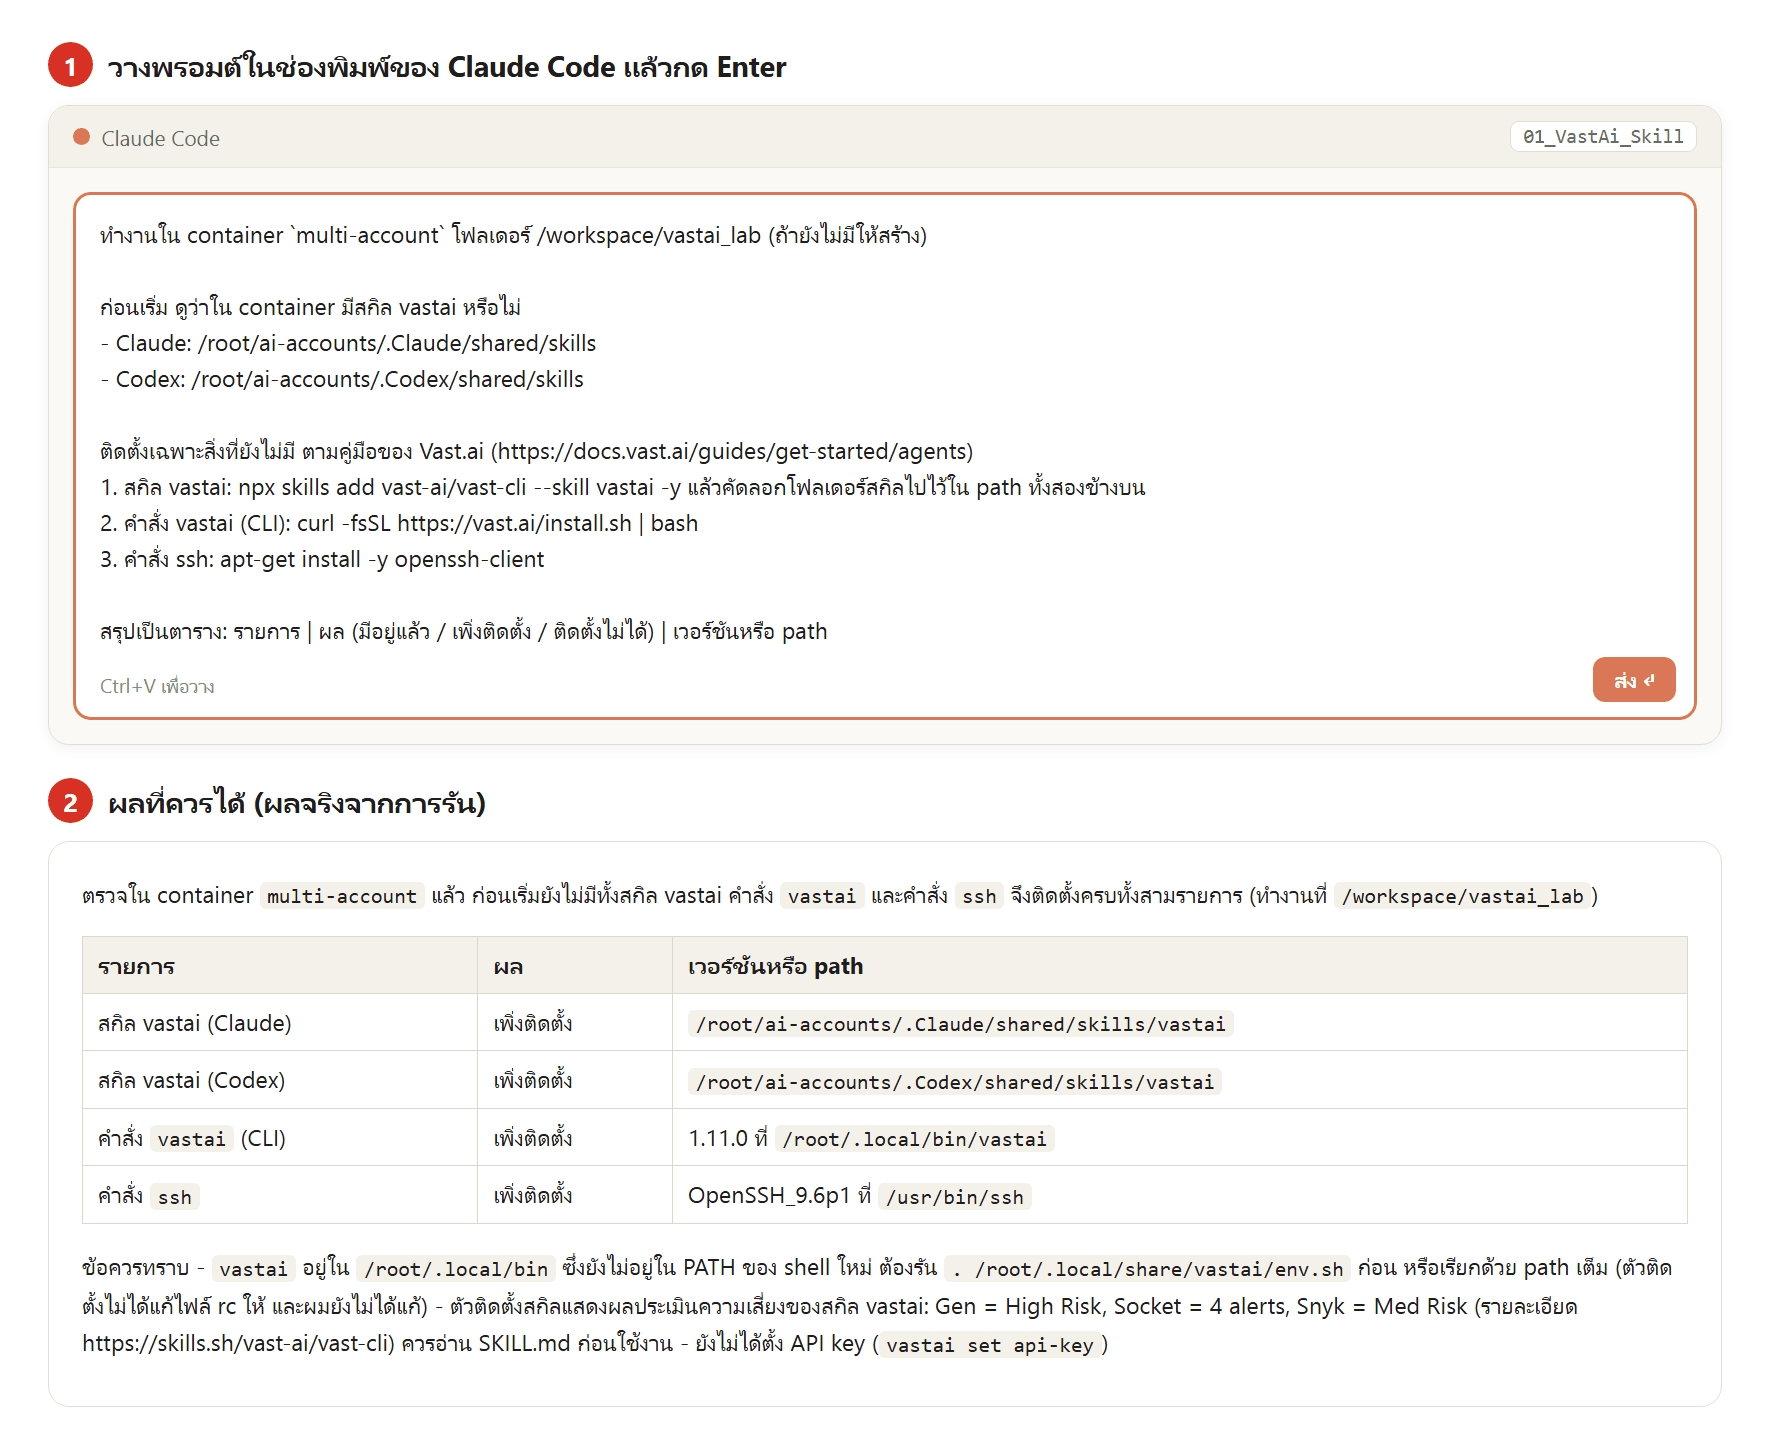 1 วางพรอมต์ในช่องพิมพ์ของ Claude Code แล้วกด Enter
Claude Code
01_VastAi_Skill
ทำงานใน container `multi-account` โฟลเดอร์ /workspace/vastai_lab (ถ้ายังไม่มีให้สร้าง)
ก่อนเริ่ม ดูว่าใน container มีสกิล vastai หรือไม่
- Claude: /root/ai-accounts/.Claude/shared/skills
- Codex: /root/ai-accounts/.Codex/shared/skills
ติดตั้งเฉพาะสิ่งที่ยังไม่มี ตามคู่มือของ Vast.ai (https://docs.vast.ai/guides/get-started/agents)
1. สกิล vastai: npx skills add vast-ai/vast-cli --skill vastai -y แล้วคัดลอกโฟลเดอร์สกิลไปไว้ใน path ทั้งสองข้างบน
2. คำสั่ง vastai (CLI): curl -fsSL https://vast.ai/install.sh | bash
3. คำสั่ง ssh: apt-get install -y openssh-client
สรุปเป็นตาราง: รายการ | ผล (มีอยู่แล้ว / เพิ่งติดตั้ง / ติดตั้งไม่ได้) | เวอร์ชันหรือ path
Ctrl+V เพื่อวาง
ส่ง ↲
2 ผลที่ควรได้ (ผลจริงจากการรัน)
ตรวจใน container multi-account แล้ว ก่อนเริ่มยังไม่มีทั้งสกิล vastai คำสั่ง vastai และคำสั่ง ssh จึงติดตั้งครบทั้งสามรายการ (ทำงานที่ /workspace/vastai_lab)
รายการ ผล เวอร์ชันหรือ path
สกิล vastai (Claude) เพิ่งติดตั้ง /root/ai-accounts/.Claude/shared/skills/vastai
สกิล vastai (Codex) เพิ่งติดตั้ง /root/ai-accounts/.Codex/shared/skills/vastai
คำสั่ง vastai (CLI) เพิ่งติดตั้ง 1.11.0 ที่ /root/.local/bin/vastai
คำสั่ง ssh เพิ่งติดตั้ง OpenSSH_9.6p1 ที่ /usr/bin/ssh
ข้อควรทราบ - vastai อยู่ใน /root/.local/bin ซึ่งยังไม่อยู่ใน PATH ของ shell ใหม่ ต้องรัน . /root/.local/share/vastai/env.sh ก่อน หรือเรียกด้วย path เต็ม (ตัวติด
ตั้งไม่ได้แก้ไฟล์ rc ให้ และผมยังไม่ได้แก้) - ตัวติดตั้งสกิลแสดงผลประเมินความเสี่ยงของสกิล vastai: Gen = High Risk, Socket = 4 alerts, Snyk = Med Risk (รายละเอียด
https://skills.sh/vast-ai/vast-cli) ควรอ่าน SKILL.md ก่อนใช้งาน - ยังไม่ได้ตั้ง API key (vastai set api-key)